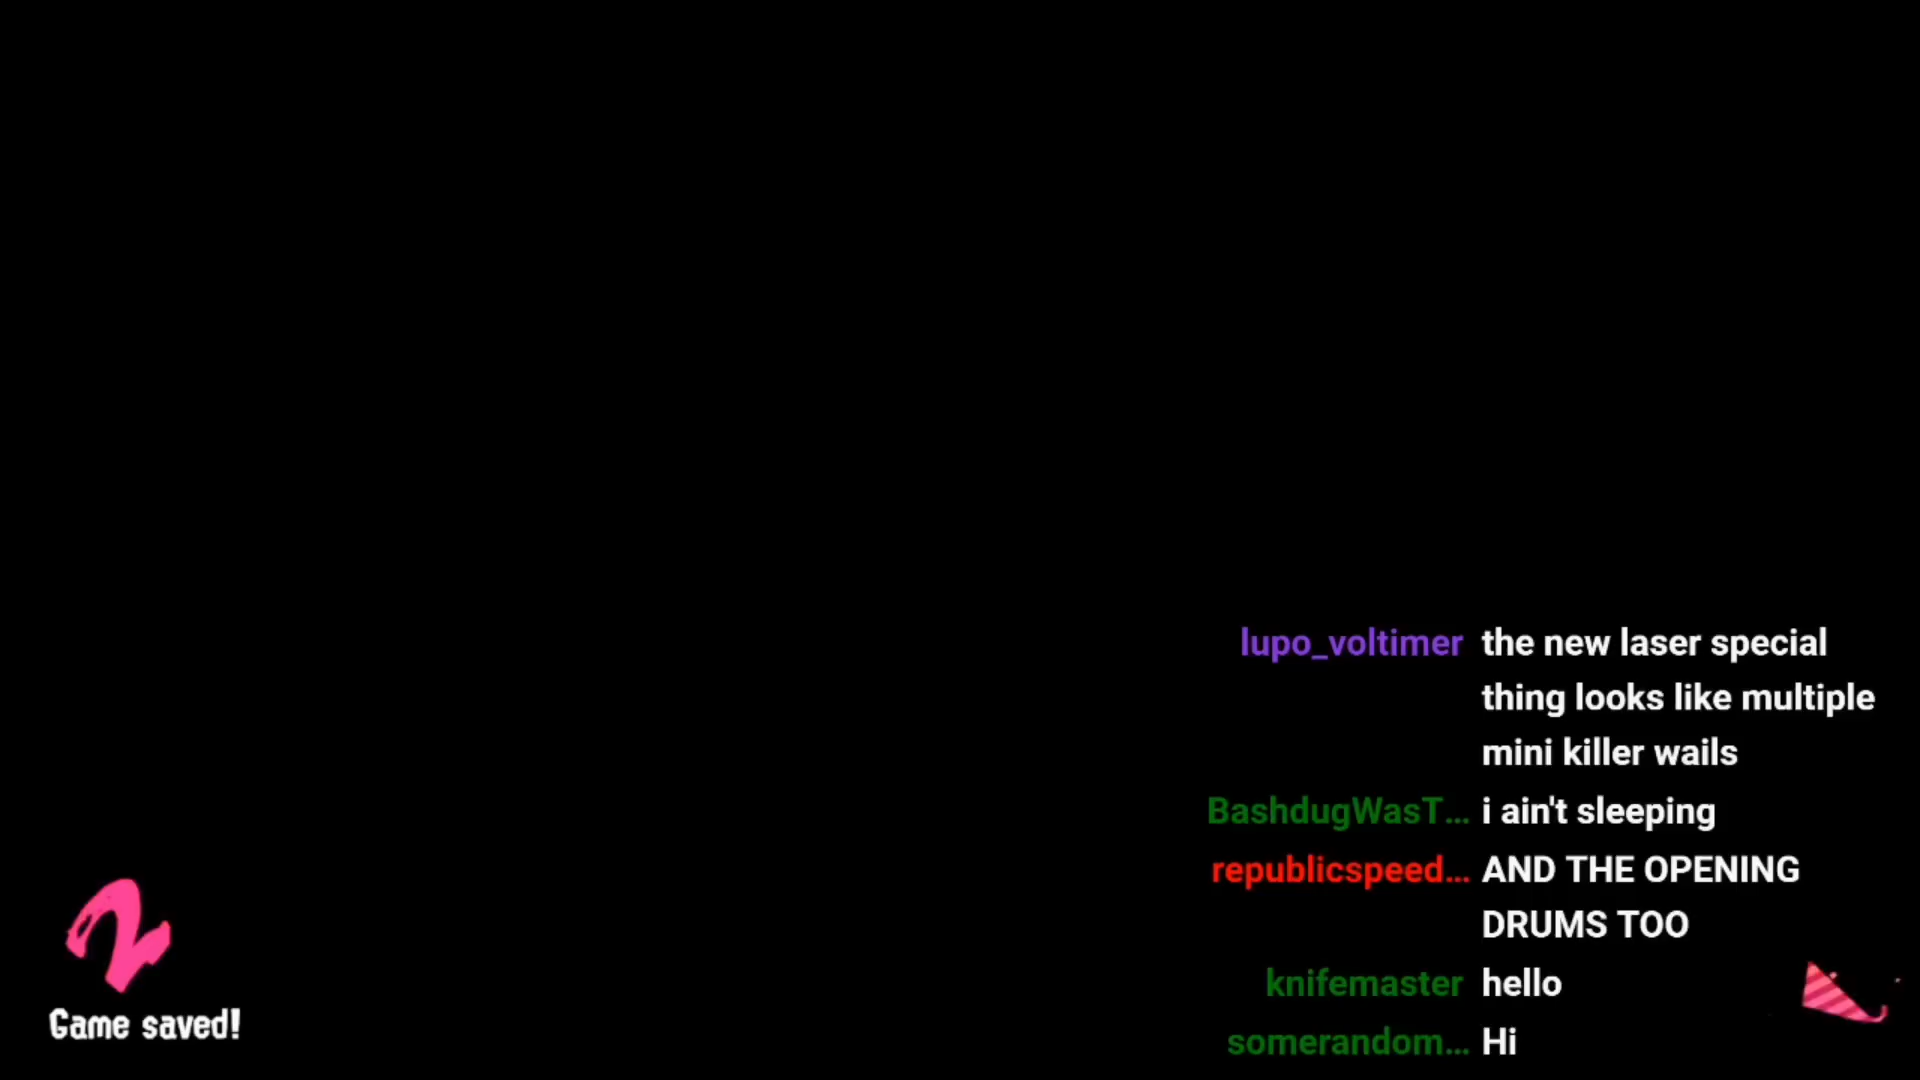 lupo_voltimer the new laser special
thing looks like multiple
mini killer wails
BashdugWasT... i ain't sleeping
republicspeed... AND THE OPENING
DRUMS TOO
knifemaster hello
somerandom... Hi
2
Game saved!